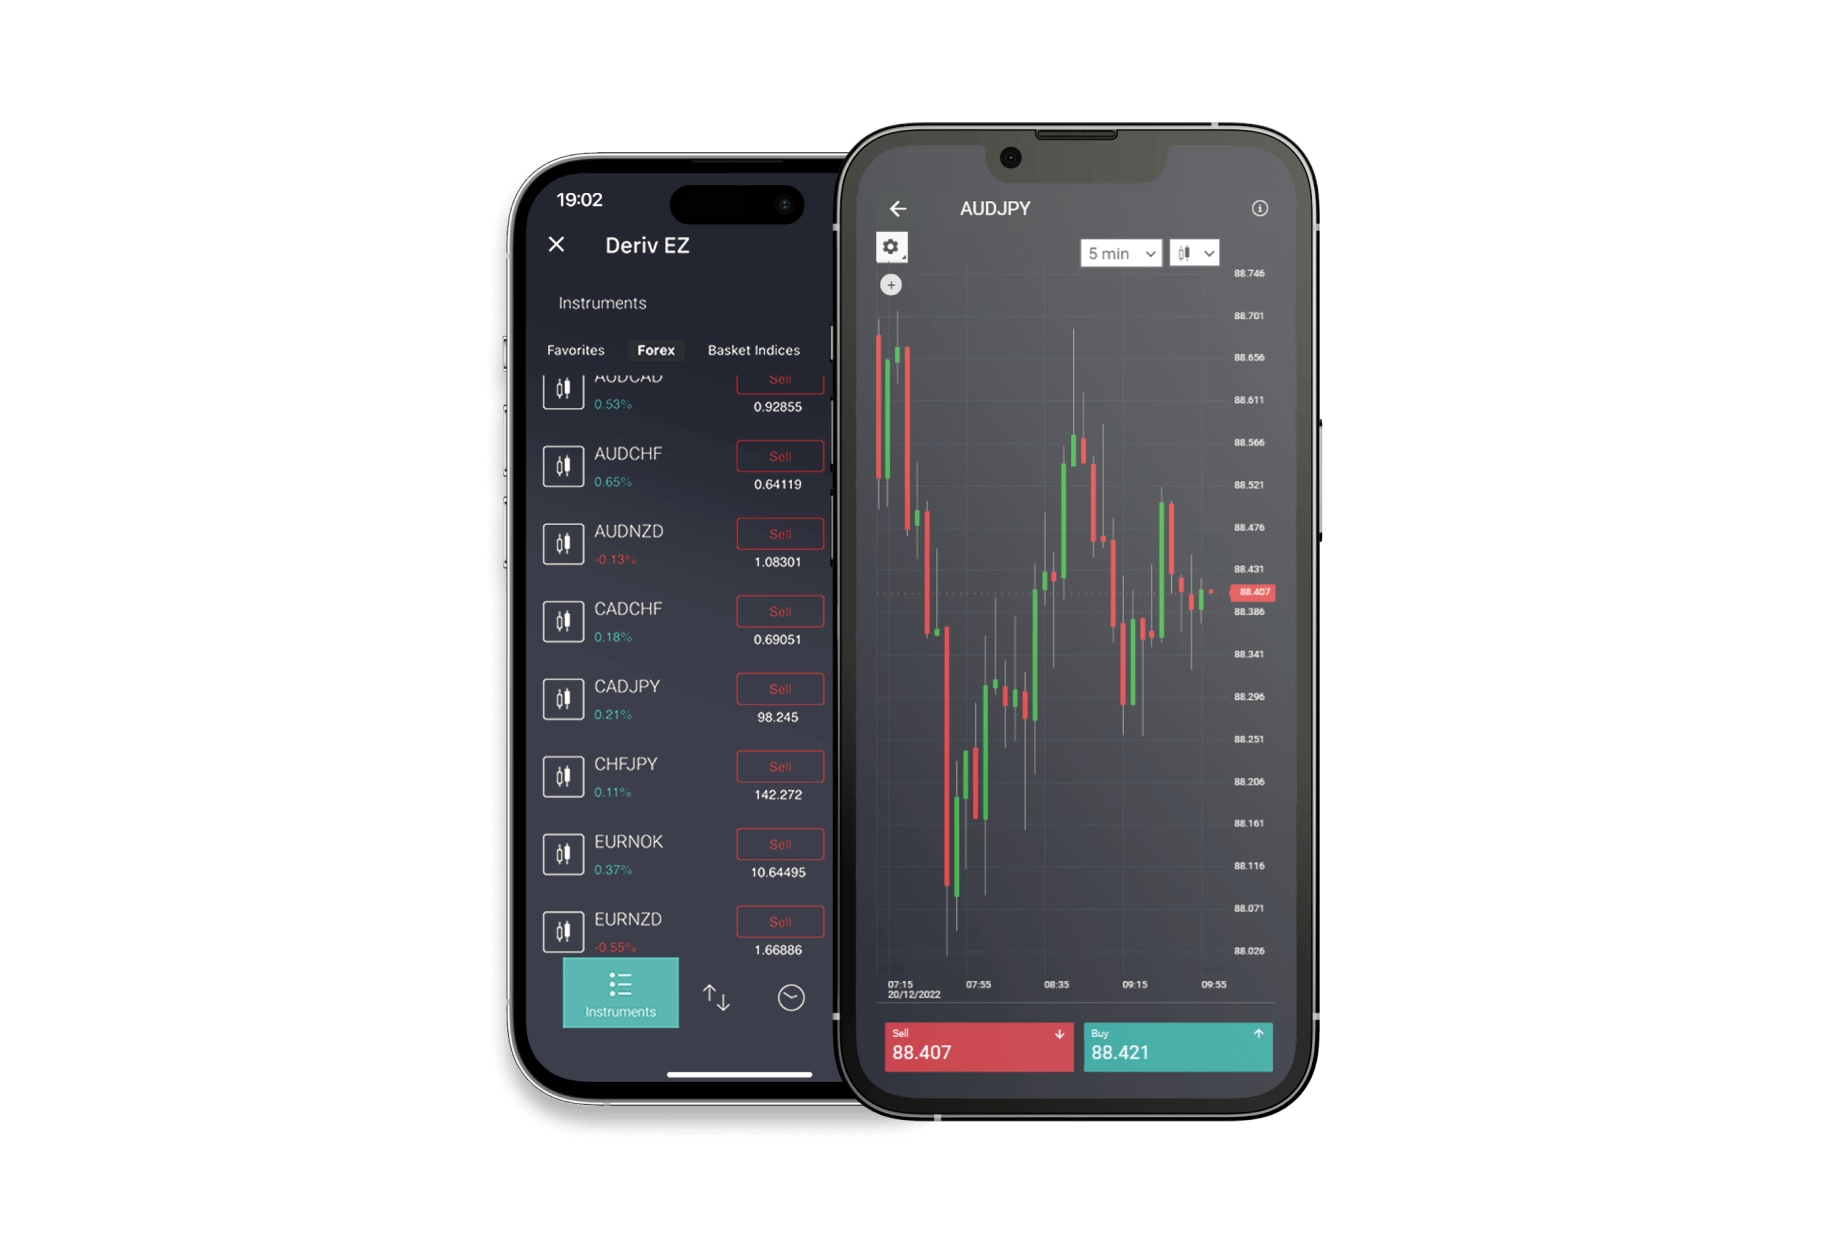 19:02
Deriv EZ
Instruments
Favorites Forex Basket Indices
AUDCAD Sell
0.53% 0.92855
AUDCHF Sell
0.65% 0.64119
AUDNZD Sell
-0.13% 1.08301
CADCHF Sell
0.18% 0.69051
CADJPY Sell
0.21% 98.245
CHFJPY Sell
0.11% 142.272
EURNOK Sell
0.37% 10.64495
EURNZD Sell
-0.55% 1.66886
Instruments
AUDJPY
5 min
88.746
88.701
88.656
88.611
88.566
88.521
88.476
88.431
88.407
88.386
88.341
88.296
88.251
88.206
88.161
88.116
88.071
88.026
07:15 07:55 08:35 09:15 09:55
20/12/2022
Sell Buy
88.407 88.421